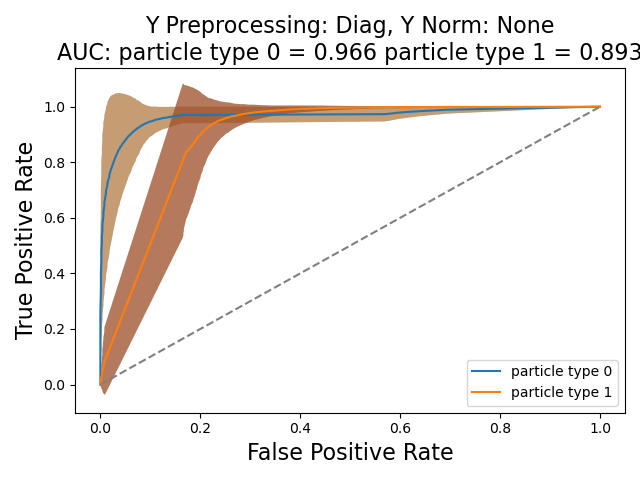 Y Preprocessing: Diag, Y Norm: None
AUC: particle type 0 = 0.966 particle type 1 = 0.893
True Positive Rate
1.0
0.8
0.6
0.4
0.2
0.0
particle type 0
particle type 1
0.0 0.2 0.4 0.6 0.8 1.0
False Positive Rate